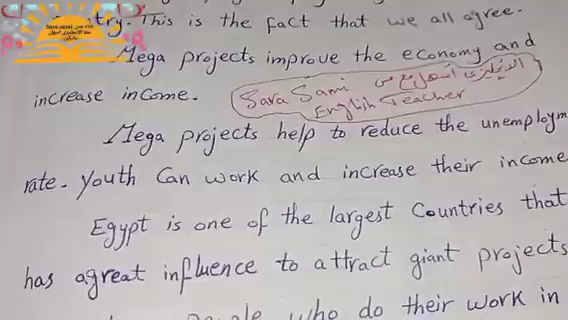 try. This is the fact that we all agree.
Mega projects improve the economy and
increase income.
Sara Sami
English Teacher
Mega projects help to reduce the unemploym
rate. Youth Can work and increase their income
Egypt is one of the largest Countries that
has agreat influence to attract giant projects
who do their work in